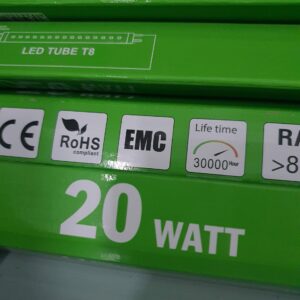 LED TUBE T8
CE
RoHS
compliant
EMC
Life time
30000Hour
RA
>8
20 WATT